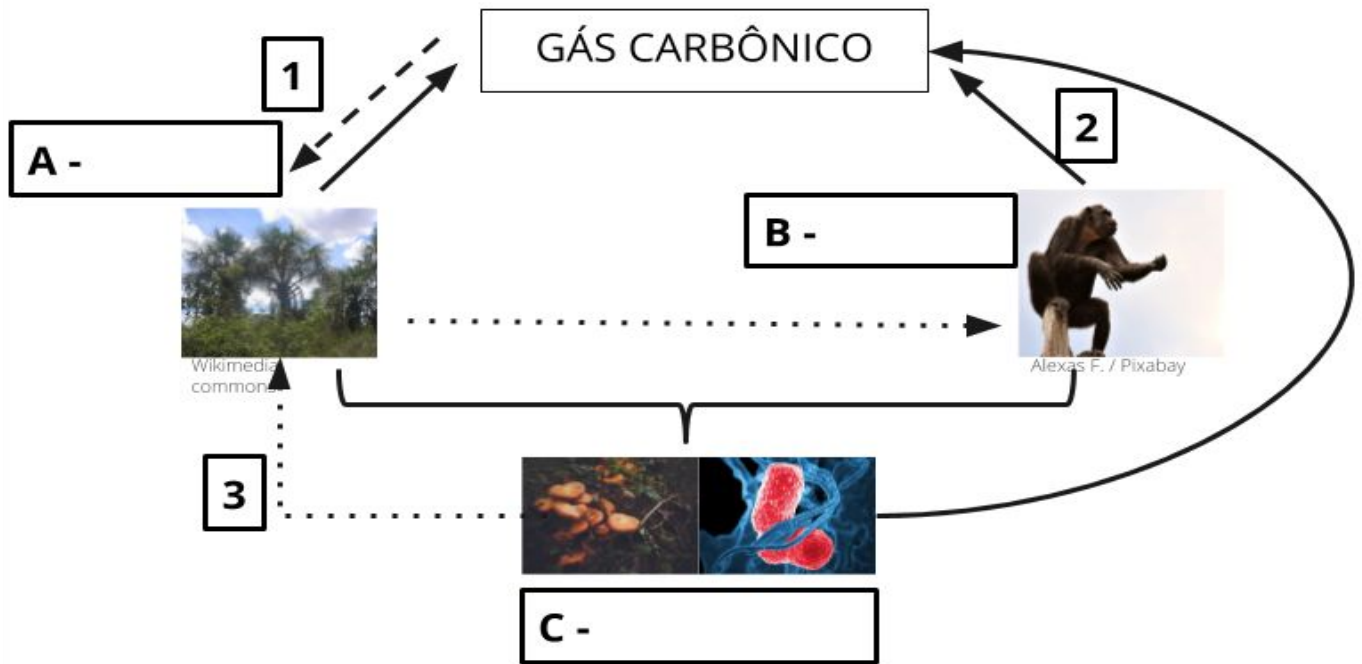 GÁS CARBÔNICO
1
A -
2
B -
Wikimedia
commons
Alexas F. / Pixabay
3
C -